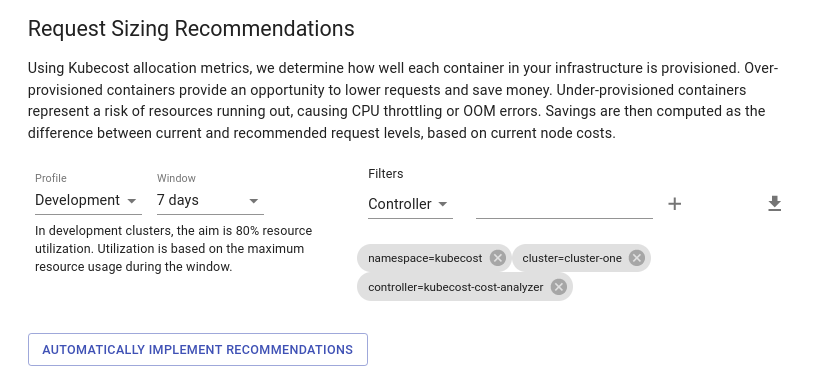 Request Sizing Recommendations
Using Kubecost allocation metrics, we determine how well each container in your infrastructure is provisioned. Over-
provisioned containers provide an opportunity to lower requests and save money. Under-provisioned containers
represent a risk of resources running out, causing CPU throttling or OOM errors. Savings are then computed as the
difference between current and recommended request levels, based on current node costs.
Profile
Development
Window
7 days
In development clusters, the aim is 80% resource
utilization. Utilization is based on the maximum
resource usage during the window.
Filters
Controller
namespace=kubecost
cluster=cluster-one
controller=kubecost-cost-analyzer
AUTOMATICALLY IMPLEMENT RECOMMENDATIONS